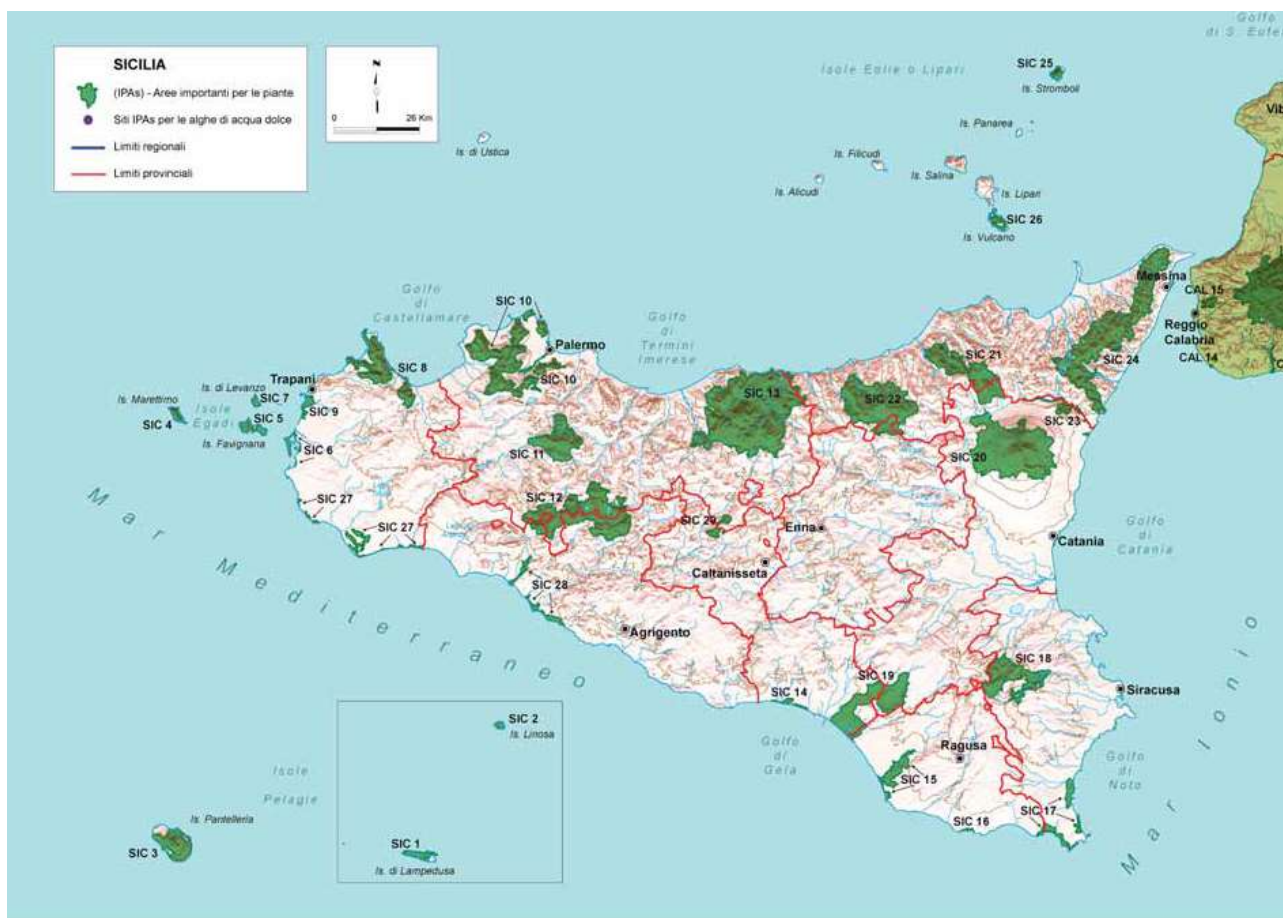 Golfo
di S. Eufe
SICILIA
(IPAs) - Aree importanti per le piante
Siti IPAs per le alghe di acqua dolce
Limiti regionali
Limiti provinciali
N
0 26 Km
Isole Eolie o Lipari
SIC 25
Is. Stromboli
Is. Panarea
Is. di Ustica
Is. Filicudi
Is. Salina
Is. Alicudi
Is. Lipari
SIC 26
Is. Vulcano
Vib
Messina
CAL 15
Reggio
Calabria
CAL 14
Golfo
di
Castellamare
SIC 10
Golfo
di
Termini
Imerese
Palermo
SIC 10
SIC 8
Trapani
Is. di Levanzo
SIC 7
SIC 9
Is. Marettimo
SIC 4
Isole
Egadi
SIC 5
Is. Favignana
SIC 6
SIC 11
SIC 13
SIC 21
SIC 22
SIC 24
SIC 23
SIC 20
SIC 27
SIC 27
SIC 12
SIC 29
Enna
Caltanissetta
Catania
Golfo
di
Catania
SIC 28
Agrigento
Mar Mediterraneo
SIC 14
SIC 19
SIC 18
Siracusa
Golfo
di
Gela
Ragusa
SIC 15
SIC 16
SIC 17
Golfo
di
Noto
Mar Ionio
SIC 2
Is. Linosa
Isole
Pelagie
SIC 1
Is. di Lampedusa
Is. Pantelleria
SIC 3